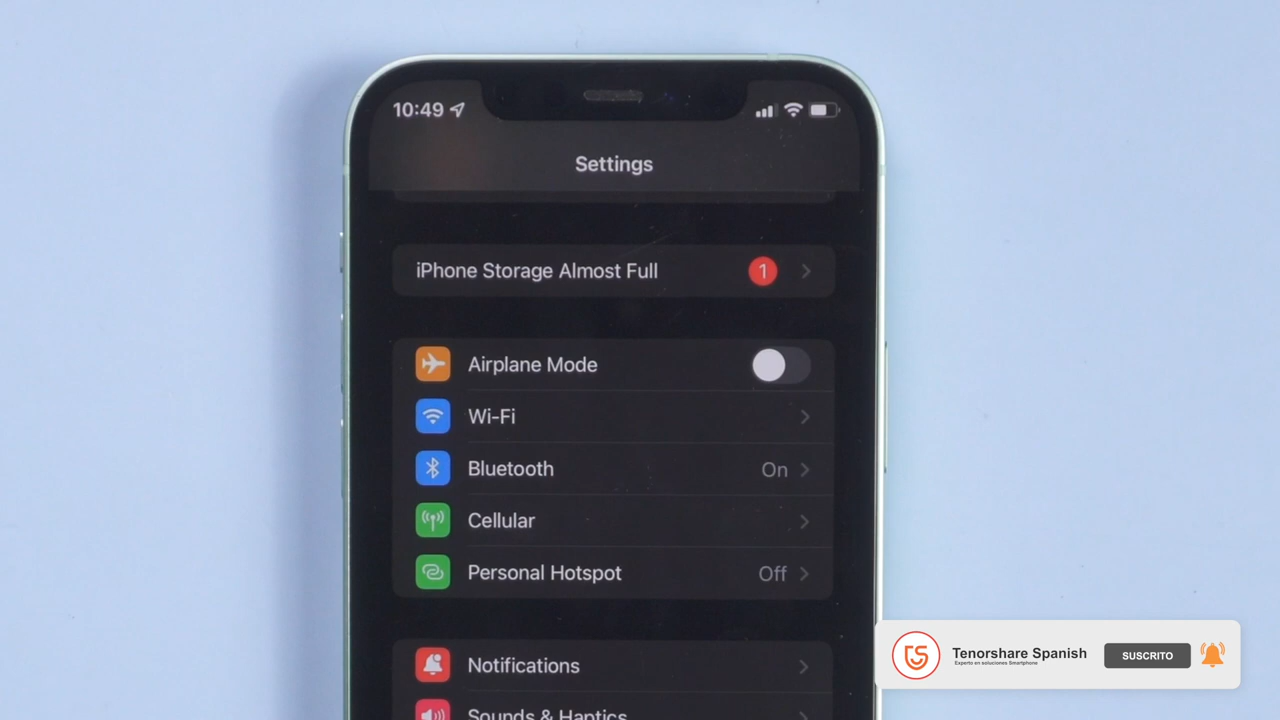 10:49
Settings
iPhone Storage Almost Full 1
Airplane Mode
Wi-Fi
Bluetooth On
Cellular
Personal Hotspot Off
Notifications
Sounds & Haptics
Tenorshare Spanish
Experto en soluciones Smartphone
SUSCRITO